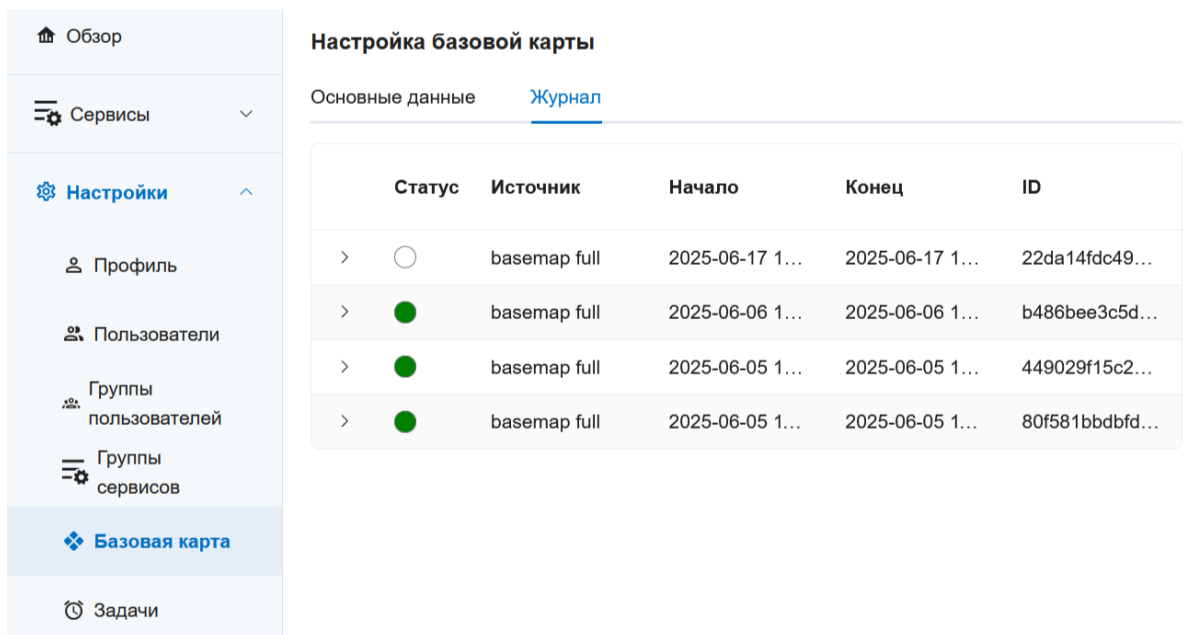 Обзор
Сервисы
Настройки
Профиль
Пользователи
Группы
пользователей
Группы
сервисов
Базовая карта
Задачи
Настройка базовой карты
Основные данные Журнал
Статус Источник Начало Конец ID
basemap full 2025-06-17 1... 2025-06-17 1... 22da14fdc49...
basemap full 2025-06-06 1... 2025-06-06 1... b486bee3c5d...
basemap full 2025-06-05 1... 2025-06-05 1... 449029f15c2...
basemap full 2025-06-05 1... 2025-06-05 1... 80f581bbdbfd...